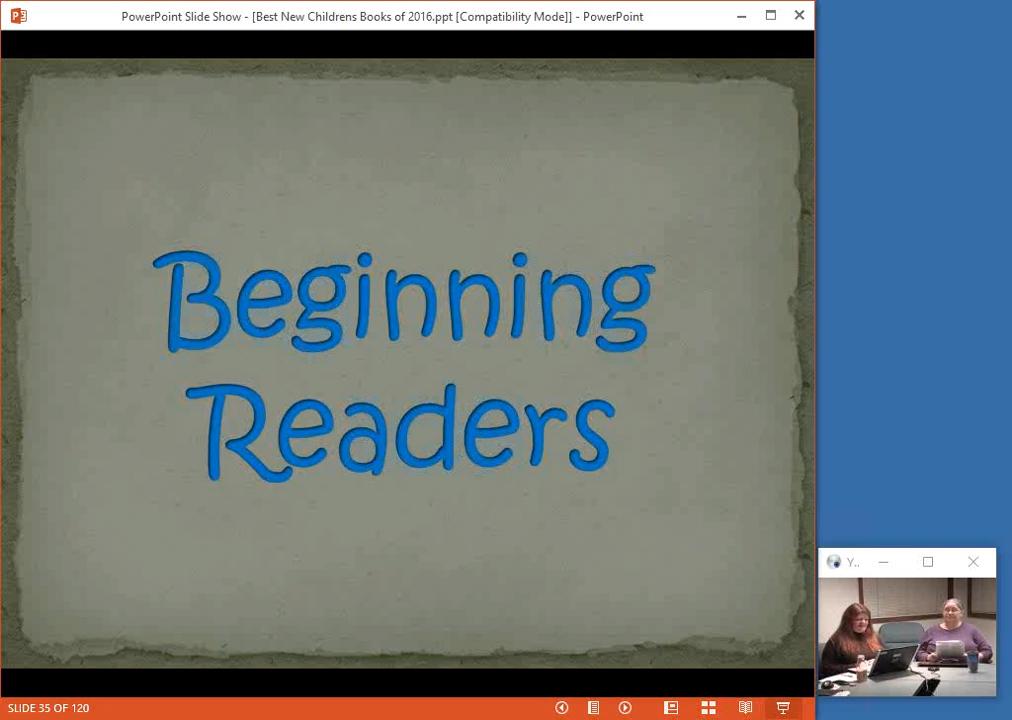 PowerPoint Slide Show - [Best New Childrens Books of 2016.ppt [Compatibility Mode]] - PowerPoint
Beginning
Readers
Y..
SLIDE 35 OF 120